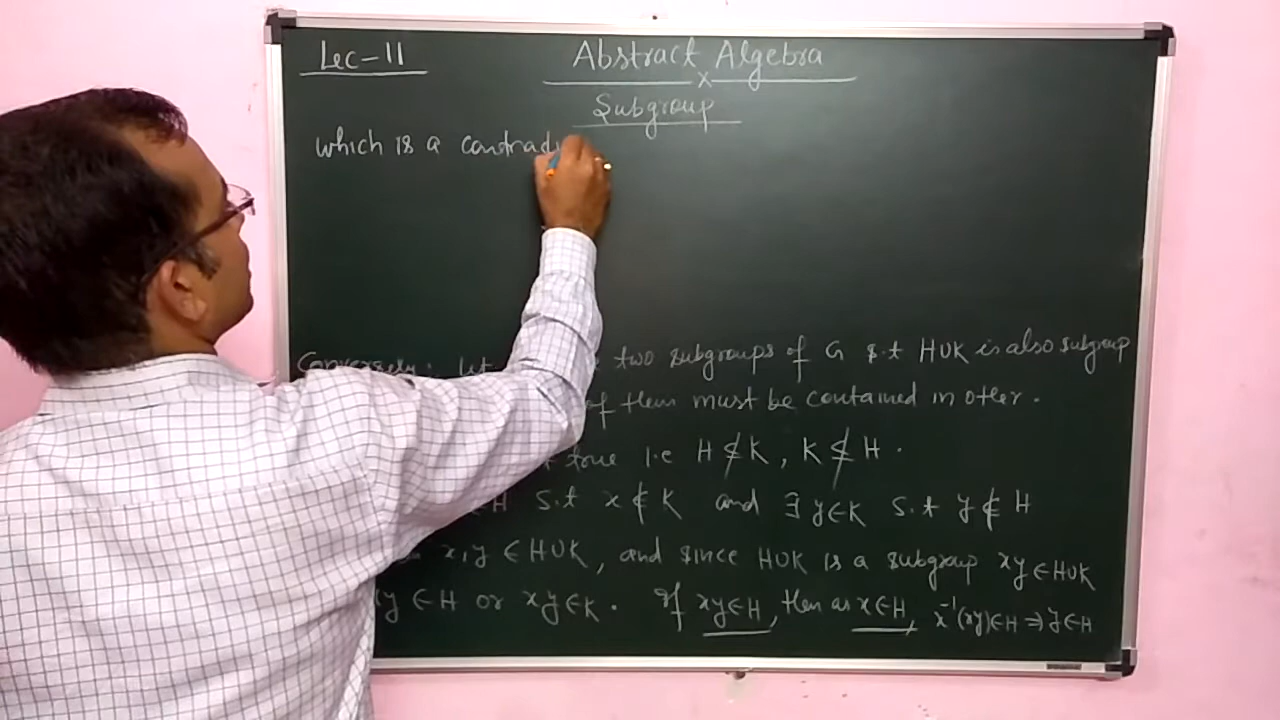 Lec-11
Abstract Algebra
x
Subgroup
which is a contradi
Conversely: let two subgroups of G s.t H∪K is also subgroup
of them must be contained in other.
true i.e H⊄K, K⊄H.
∈H s.t x∉K and ∃ y∈K s.t y∉H
x,y ∈ H∪K, and since H∪K is a subgroup xy∈H∪K
xy ∈H or xy∈K. If xy∈H, then as x∈H, x⁻¹(xy)∈H ⇒ y∈H